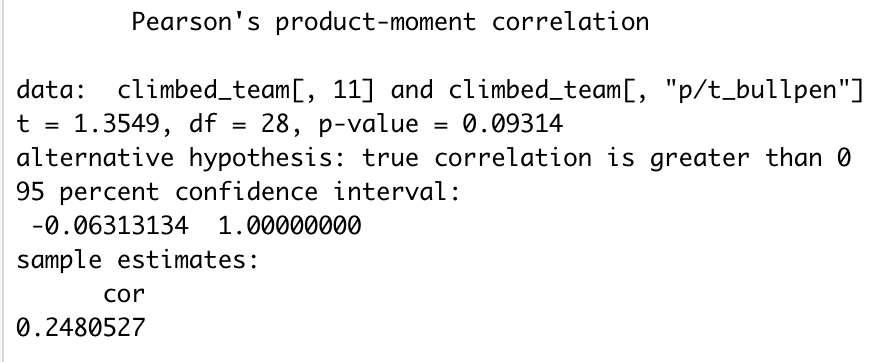 Pearson's product-moment correlation
data:  climbed_team[, 11] and climbed_team[, "p/t_bullpen"]
t = 1.3549, df = 28, p-value = 0.09314
alternative hypothesis: true correlation is greater than 0
95 percent confidence interval:
-0.06313134  1.00000000
sample estimates:
cor
0.2480527